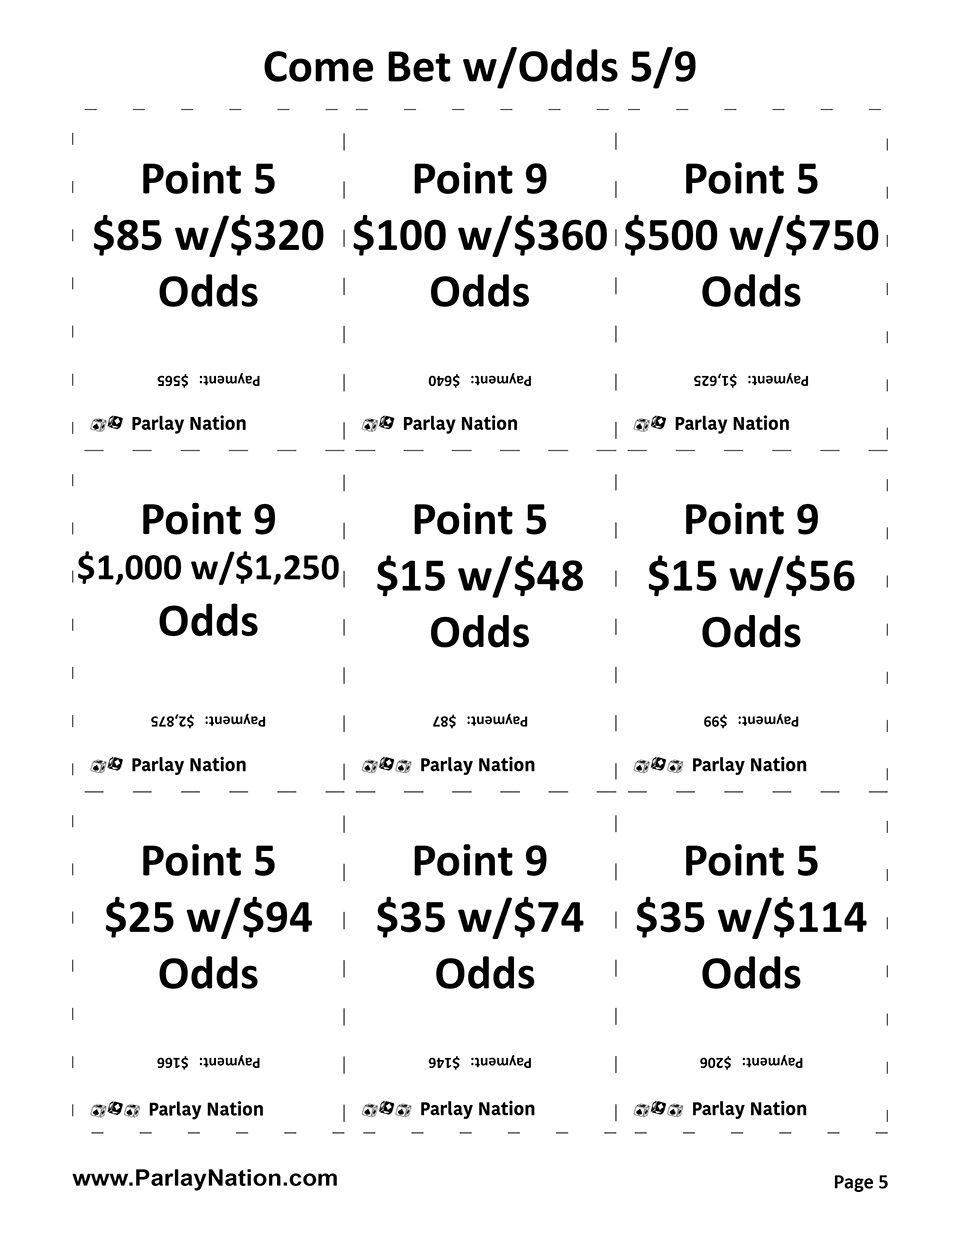 Come Bet w/Odds 5/9
Point 5
$85 w/$320
Odds
Payment:  $565
Parlay Nation
Point 9
$100 w/$360
Odds
Payment:  $640
Parlay Nation
Point 5
$500 w/$750
Odds
Payment:  $1,625
Parlay Nation
Point 9
$1,000 w/$1,250
Odds
Payment:  $2,875
Parlay Nation
Point 5
$15 w/$48
Odds
Payment:  $87
Parlay Nation
Point 9
$15 w/$56
Odds
Payment:  $99
Parlay Nation
Point 5
$25 w/$94
Odds
Payment:  $166
Parlay Nation
Point 9
$35 w/$74
Odds
Payment:  $146
Parlay Nation
Point 5
$35 w/$114
Odds
Payment:  $206
Parlay Nation
www.ParlayNation.com
Page 5